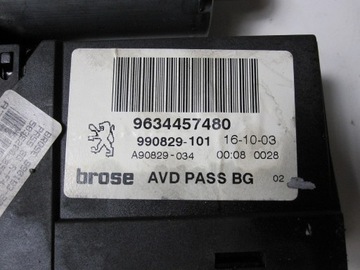 9634457480
990829-101 16-10-03
A90829-034 00:08 0028
brose AVD PASS BG 02